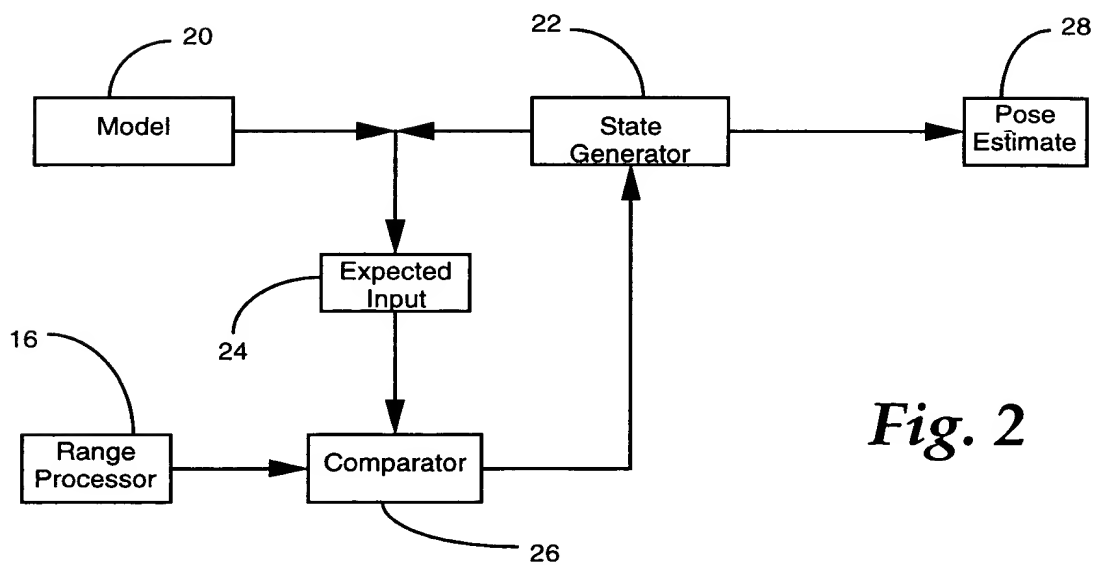 20
22
28
Model
State
Generator
Pose
Estimate
Expected
Input
24
16
Range
Processor
Comparator
26
Fig. 2